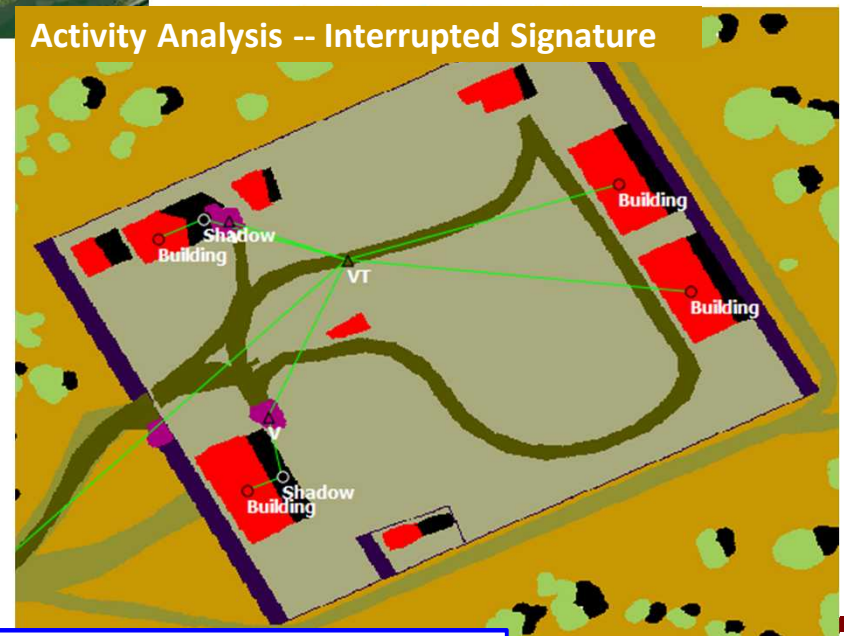 Activity Analysis -- Interrupted Signature
Building
Shadow
Building
VT
Building
V
Shadow
Building